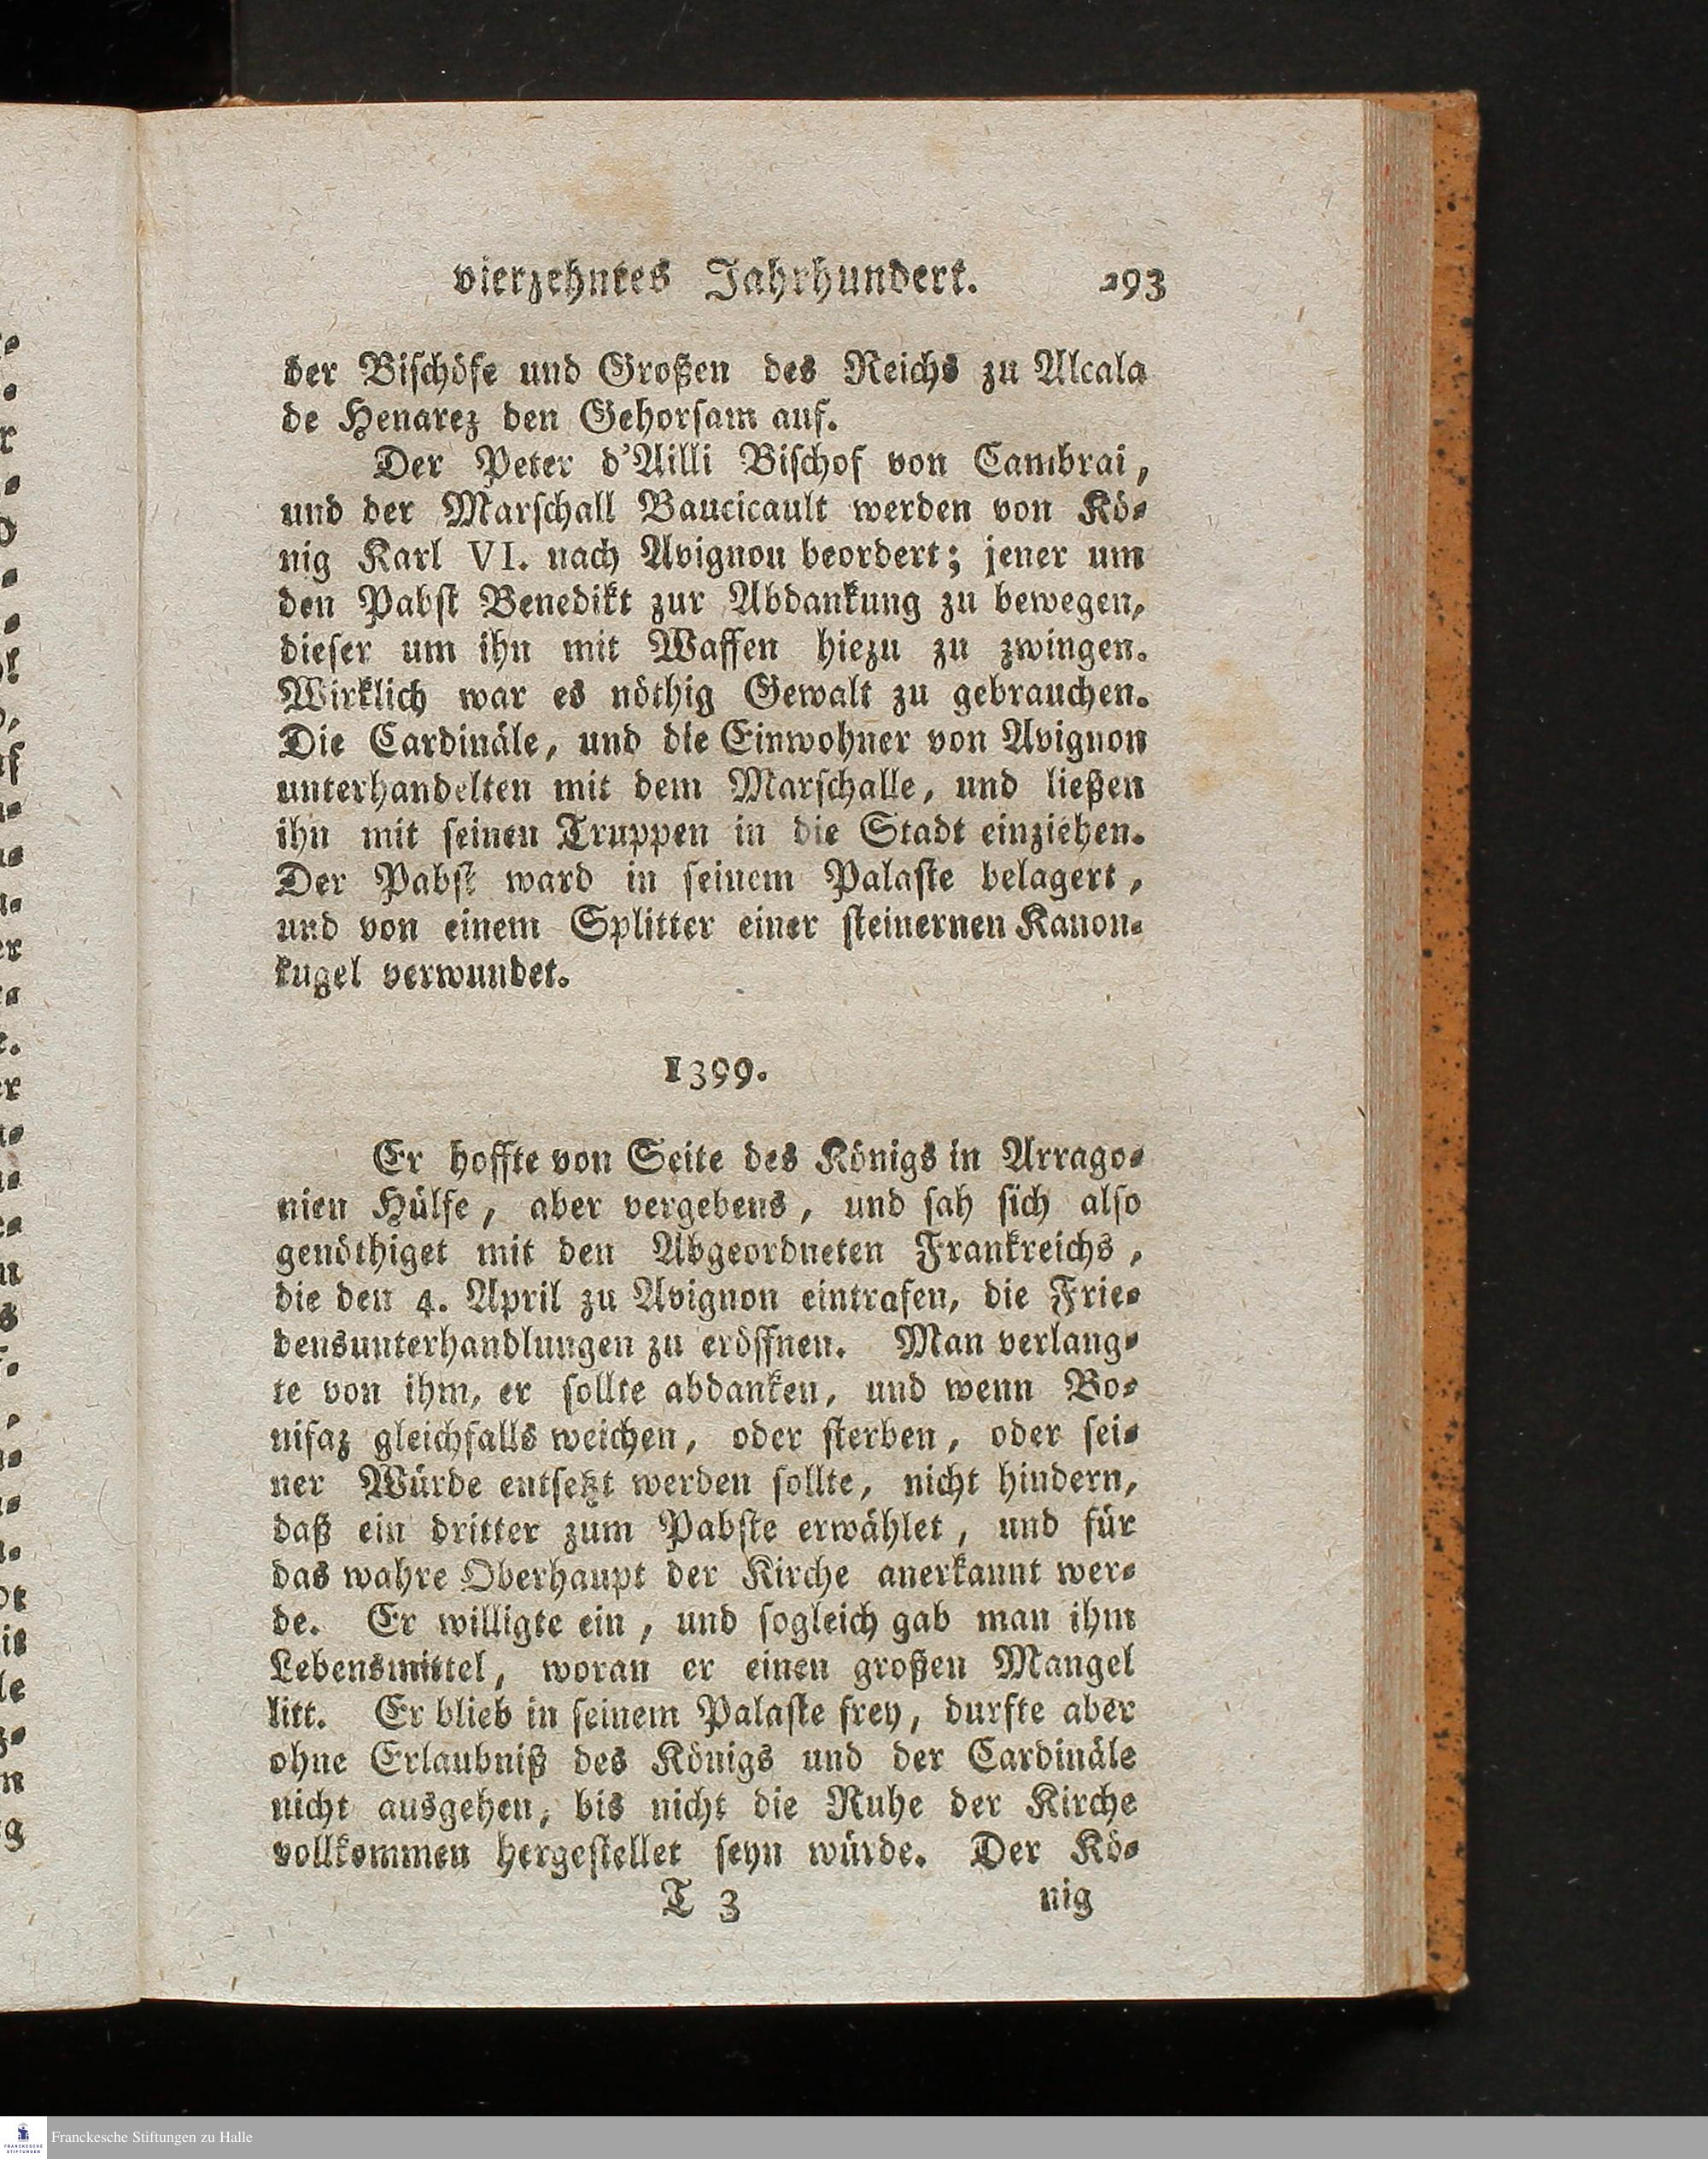 vierzehntes Jahrhundert. 293
der Bischöfe und Großen des Reichs zu Alcala
de Henarez den Gehorsam auf.
Der Peter d'Ailli Bischof von Cambrai,
und der Marschall Baucicault werden von Kö-
nig Karl VI. nach Avignon beordert; jener um
den Pabst Benedikt zur Abdankung zu bewegen,
dieser um ihn mit Waffen hiezu zu zwingen.
Wirklich war es nöthig Gewalt zu gebrauchen.
Die Cardinäle, und die Einwohner von Avignon
unterhandelten mit dem Marschalle, und ließen
ihn mit seinen Truppen in die Stadt einziehen.
Der Pabst ward in seinem Palaste belagert,
und von einem Splitter einer steinernen Kanon-
kugel verwundet.
1399.
Er hoffte von Seite des Königs in Arrago-
nien Hülfe, aber vergebens, und sah sich also
genöthiget mit den Abgeordneten Frankreichs,
die den 4. April zu Avignon eintrafen, die Frie-
densunterhandlungen zu eröffnen. Man verlang-
te von ihm, er sollte abdanken, und wenn Bo-
nifaz gleichfalls weichen, oder sterben, oder sei-
ner Würde entsetzt werden sollte, nicht hindern,
daß ein dritter zum Pabste erwählet, und für
das wahre Oberhaupt der Kirche anerkannt wer-
de. Er willigte ein, und sogleich gab man ihm
Lebensmittel, woran er einen großen Mangel
litt. Er blieb in seinem Palaste frey, durfte aber
ohne Erlaubniß des Königs und der Cardinäle
nicht ausgehen, bis nicht die Ruhe der Kirche
vollkommen hergestellet seyn würde. Der Kö-
T 3 nig
Franckesche Stiftungen zu Halle